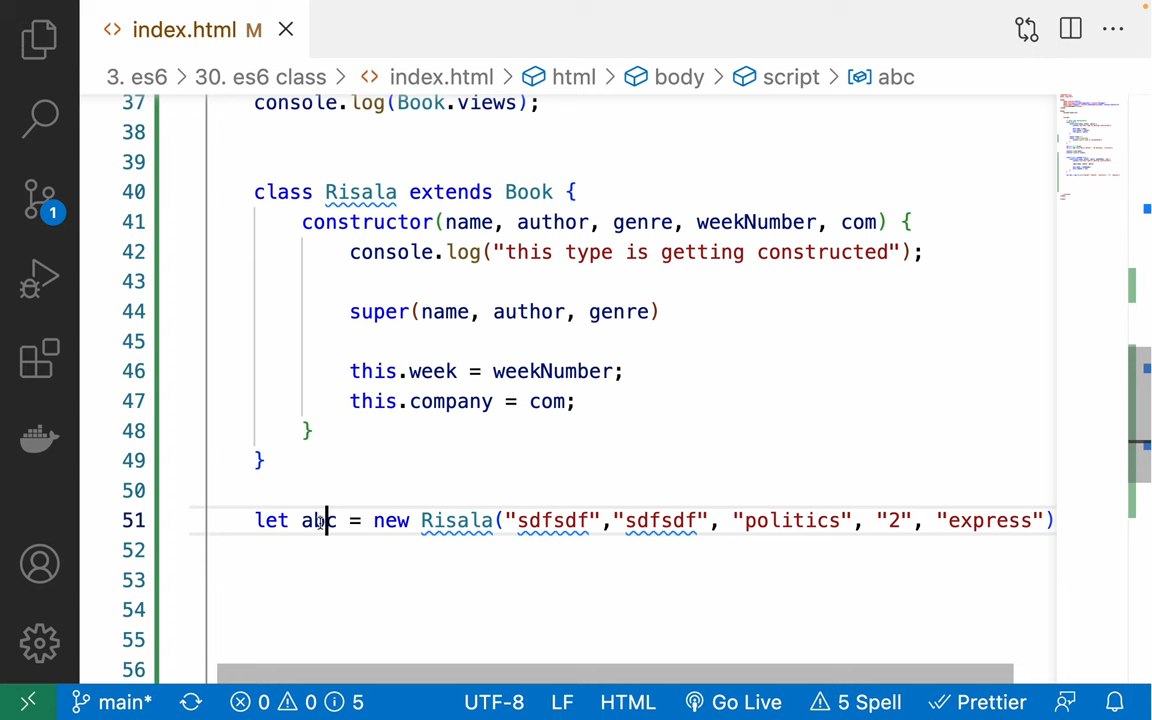 index.html M
3. es6 > 30. es6 class > index.html > html > body > script > abc
37 console.log(Book.views);
38
39
40 class Risala extends Book {
41 constructor(name, author, genre, weekNumber, com) {
42 console.log("this type is getting constructed");
43
44 super(name, author, genre)
45
46 this.week = weekNumber;
47 this.company = com;
48 }
49 }
50
51 let abc = new Risala("sdfsdf","sdfsdf", "politics", "2", "express")
52
53
54
55
56
1
main* 0 0 5 UTF-8 LF HTML Go Live 5 Spell Prettier